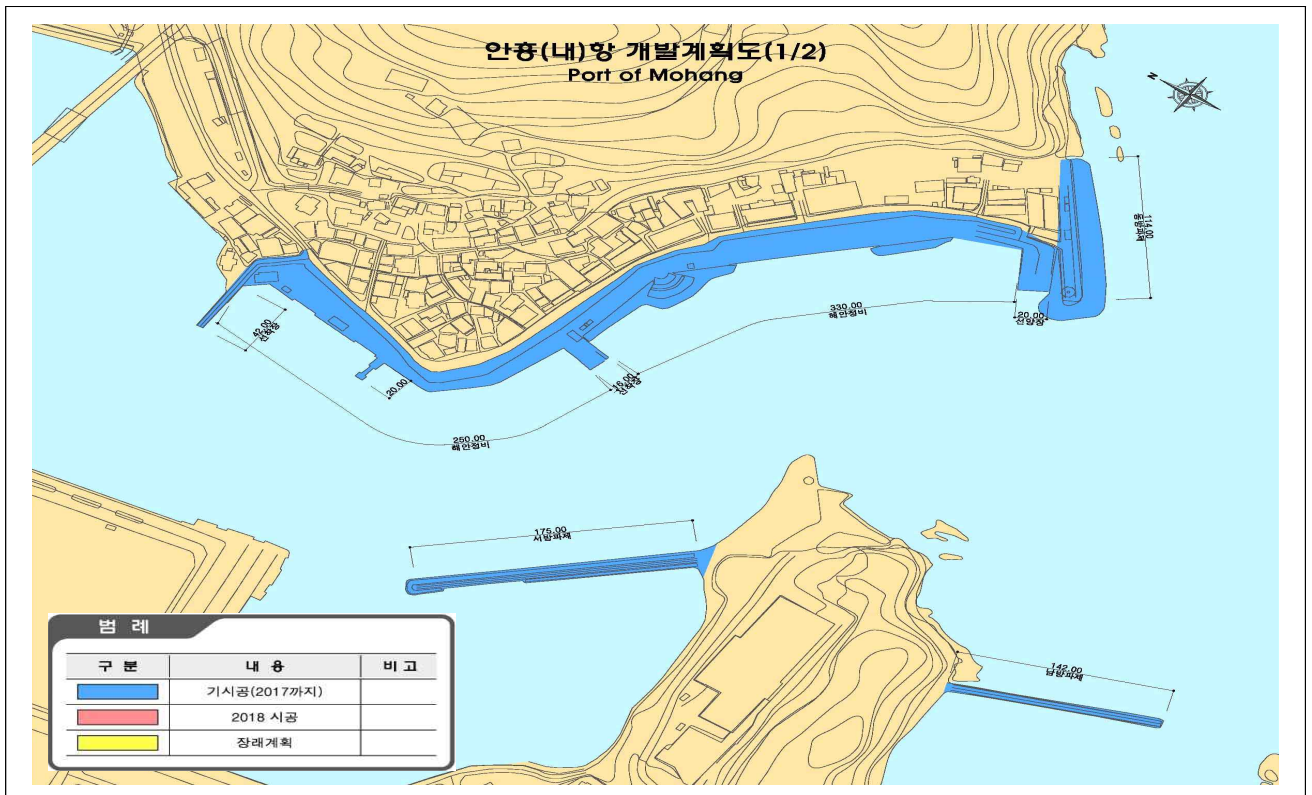 안흥(내)항 개발계획도(1/2)
Port of Mohang
N
114.00
동방파제
330.00
해안정비
20.00
선양장
42.00
선착장
20.00
16.00
선착장
250.00
해안정비
175.00
서방파제
142.00
남방파제
범 례
구 분 내 용 비 고
기시공(2017까지)
2018 시공
장래계획